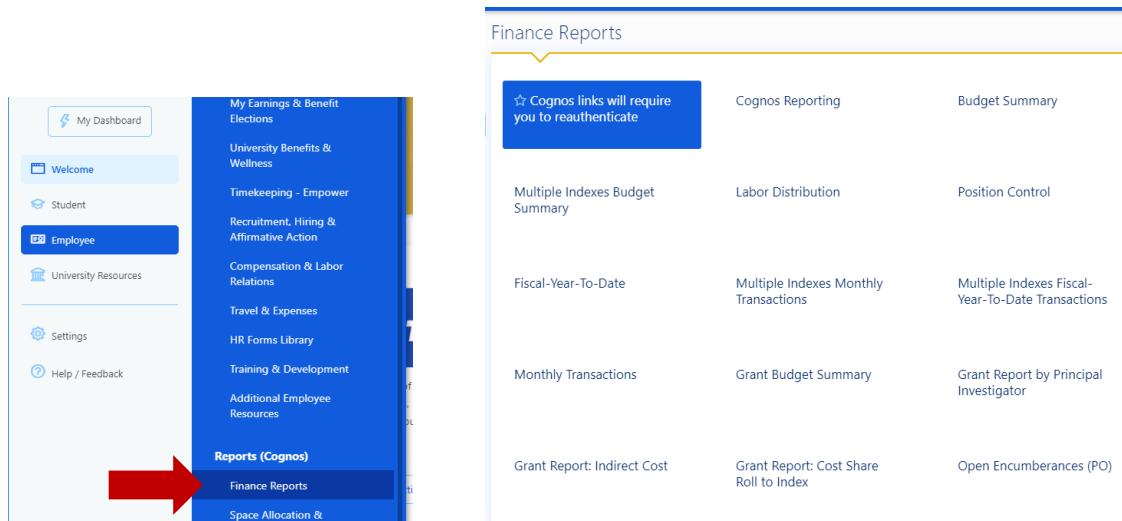 My Dashboard
Welcome
Student
Employee
University Resources
Settings
Help / Feedback
My Earnings & Benefit
Elections
University Benefits &
Wellness
Timekeeping - Empower
Recruitment, Hiring &
Affirmative Action
Compensation & Labor
Relations
Travel & Expenses
HR Forms Library
Training & Development
Additional Employee
Resources
Reports (Cognos)
Finance Reports
Space Allocation &
Finance Reports
☆ Cognos links will require
you to reauthenticate
Cognos Reporting
Budget Summary
Multiple Indexes Budget
Summary
Labor Distribution
Position Control
Fiscal-Year-To-Date
Multiple Indexes Monthly
Transactions
Multiple Indexes Fiscal-
Year-To-Date Transactions
Monthly Transactions
Grant Budget Summary
Grant Report by Principal
Investigator
Grant Report: Indirect Cost
Grant Report: Cost Share
Roll to Index
Open Encumberances (PO)